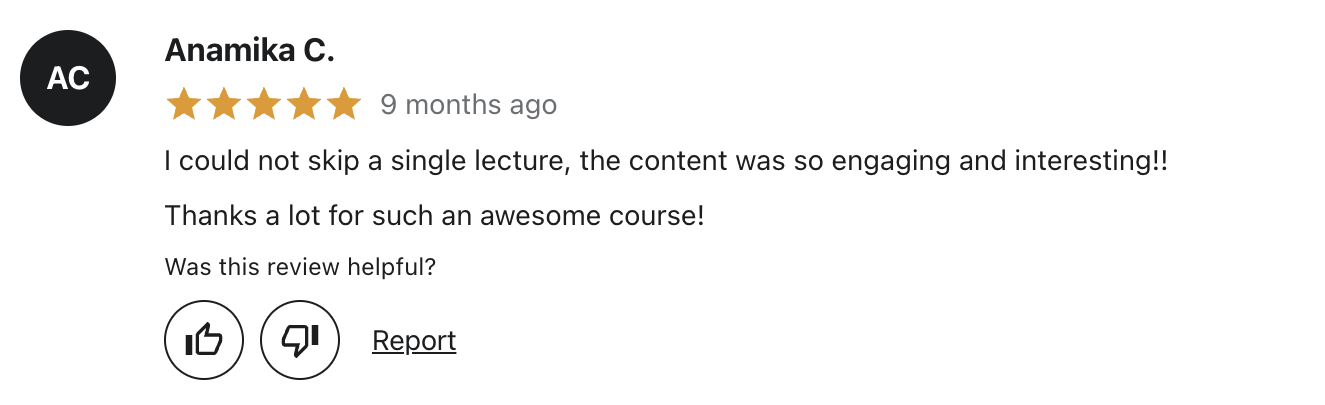 AC
Anamika C.
9 months ago
I could not skip a single lecture, the content was so engaging and interesting!!
Thanks a lot for such an awesome course!
Was this review helpful?
Report